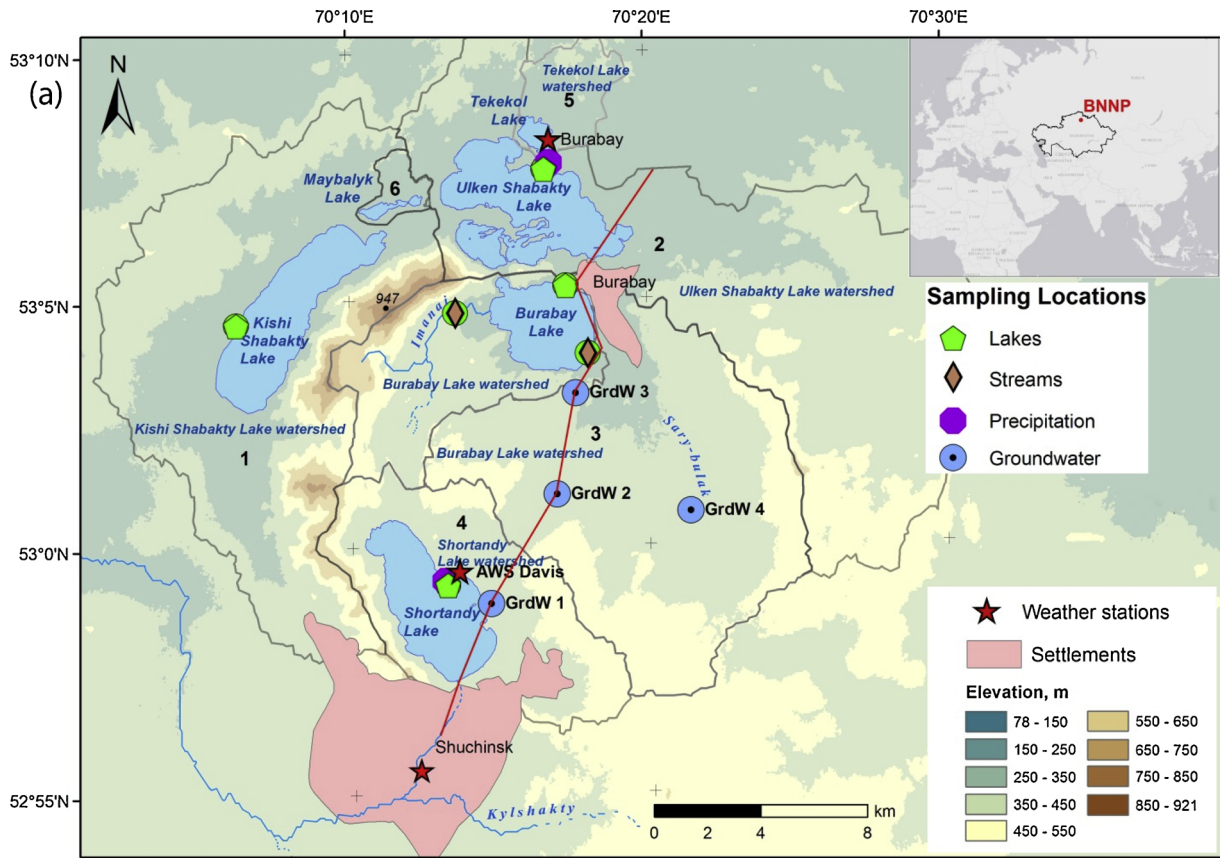 70°10'E
70°20'E
70°30'E
53°10'N
53°5'N
53°0'N
52°55'N
(a)
N
Tekekol Lake
watershed
5
Tekekol
Lake
Burabay
Maybalyk
Lake
6
Ulken Shabakty
Lake
2
Burabay
Ulken Shabakty Lake watershed
947
Imanai
Burabay
Lake
Kishi
Shabakty
Lake
Burabay Lake watershed
GrdW 3
Kishi Shabakty Lake watershed
1
3
Burabay Lake watershed
Sary-bulak
GrdW 2
GrdW 4
4
Shortandy
Lake watershed
AWS Davis
GrdW 1
Shortandy
Lake
Shuchinsk
Kylshakty
0 2 4 8
km
BNNP
Sampling Locations
Lakes
Streams
Precipitation
Groundwater
Weather stations
Settlements
Elevation, m
78 - 150
150 - 250
250 - 350
350 - 450
450 - 550
550 - 650
650 - 750
750 - 850
850 - 921